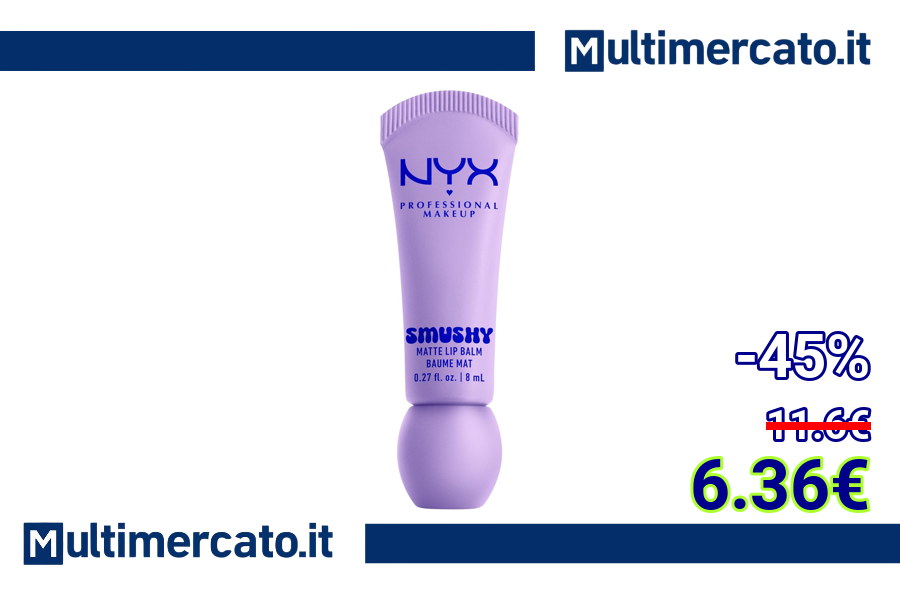 Multimercato.it
NYX
PROFESSIONAL
MAKEUP
SMUSHY
MATTE LIP BALM
BAUME MAT
0.27 fl. oz. | 8 mL
-45%
11.6€
6.36€
Multimercato.it